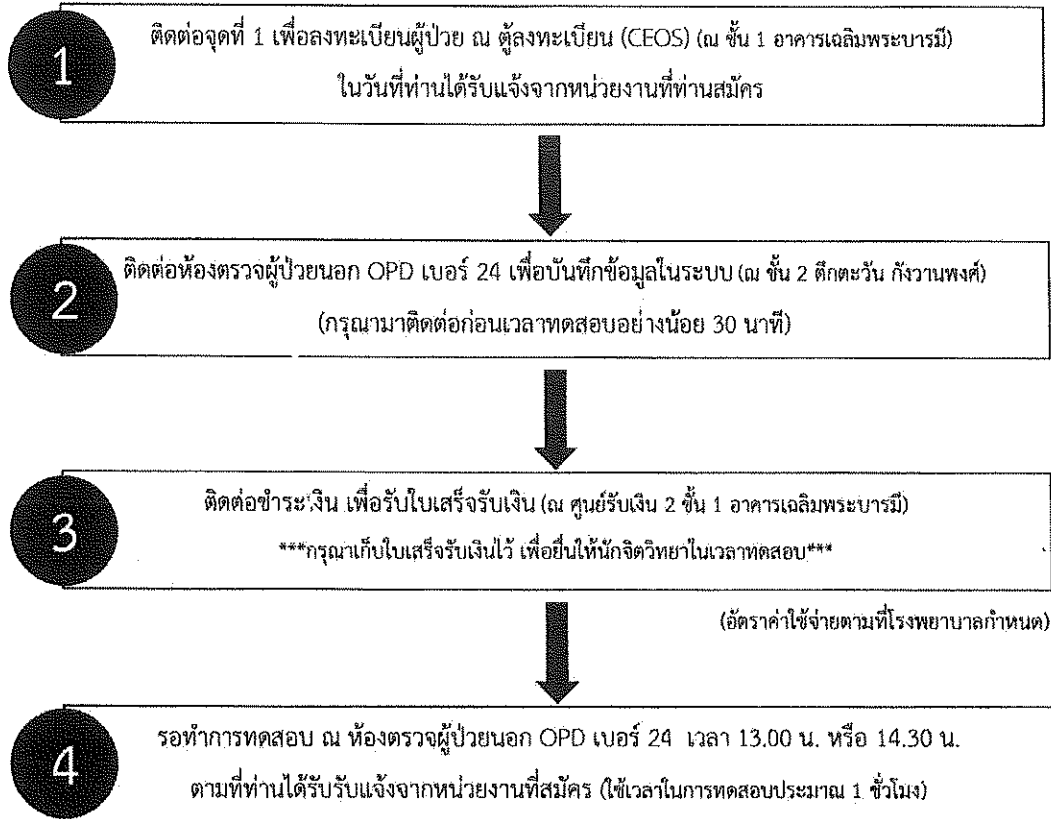 1
ติดต่อจุดที่ 1 เพื่อลงทะเบียนผู้ป่วย ณ ตู้ลงทะเบียน (CEOS) (ณ ชั้น 1 อาคารเฉลิมพระบารมี)
ในวันที่ท่านได้รับแจ้งจากหน่วยงานที่ท่านสมัคร
2
ติดต่อห้องตรวจผู้ป่วยนอก OPD เบอร์ 24 เพื่อบันทึกข้อมูลในระบบ (ณ ชั้น 2 ตึกตะวัน กังวานพงศ์)
(กรุณามาติดต่อก่อนเวลาทดสอบอย่างน้อย 30 นาที)
3
ติดต่อชำระเงิน เพื่อรับใบเสร็จรับเงิน (ณ ศูนย์รับเงิน 2 ชั้น 1 อาคารเฉลิมพระบารมี)
***กรุณาเก็บใบเสร็จรับเงินไว้ เพื่อยื่นให้นักจิตวิทยาในเวลาทดสอบ***
(อัตราค่าใช้จ่ายตามที่โรงพยาบาลกำหนด)
4
รอทำการทดสอบ ณ ห้องตรวจผู้ป่วยนอก OPD เบอร์ 24 เวลา 13.00 น. หรือ 14.30 น.
ตามที่ท่านได้รับรับแจ้งจากหน่วยงานที่สมัคร (ใช้เวลาในการทดสอบประมาณ 1 ชั่วโมง)